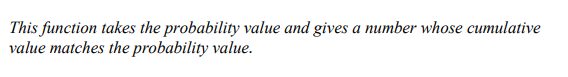 This function takes the probability value and gives a number whose cumulative
value matches the probability value.